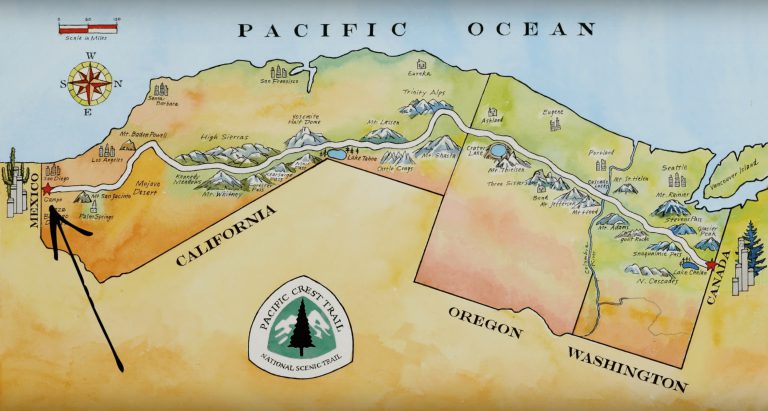 PACIFIC OCEAN
0 60 120
Scale in Miles
W
S
N
E
San Francisco
Eureka
Santa
Barbara
Trinity Alps
Ashland
Eugene
Yosemite
Half Dome
Mt. Lassen
Mt. Baden Powell
High Sierras
Portland
Crater
Lake
Los Angeles
Lake Tahoe
Mt. Shasta
Castle Crags
Mt. Thielsen
Seattle
Mt. Rainier
Vancouver Island
San Diego
Kennedy
Meadows
Mt. Whitney
Pass
Three Sisters
Cascade
Mt. St. Helen
Mojave
Desert
Mt. San Jacinto
Campo
Bend
Mt. Jefferson
Mt. Hood
Mt. Adams
Goat Rocks
Stevens Pass
Glacier
Peak
Palm Springs
Snoqualmie Pass
Columbia
River
Lake Chelan
N. Cascades
MEXICO
CALIFORNIA
OREGON
WASHINGTON
CANADA
PACIFIC CREST TRAIL
NATIONAL SCENIC TRAIL